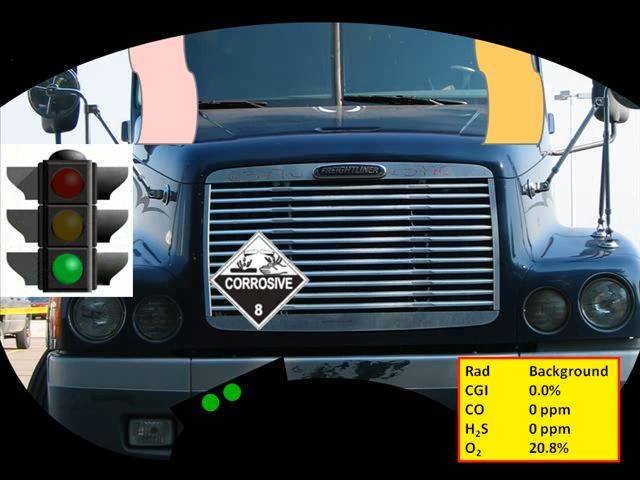 FREIGHTLINER
CORROSIVE
8
Rad Background
CGI 0.0%
CO 0 ppm
H₂S 0 ppm
O₂ 20.8%